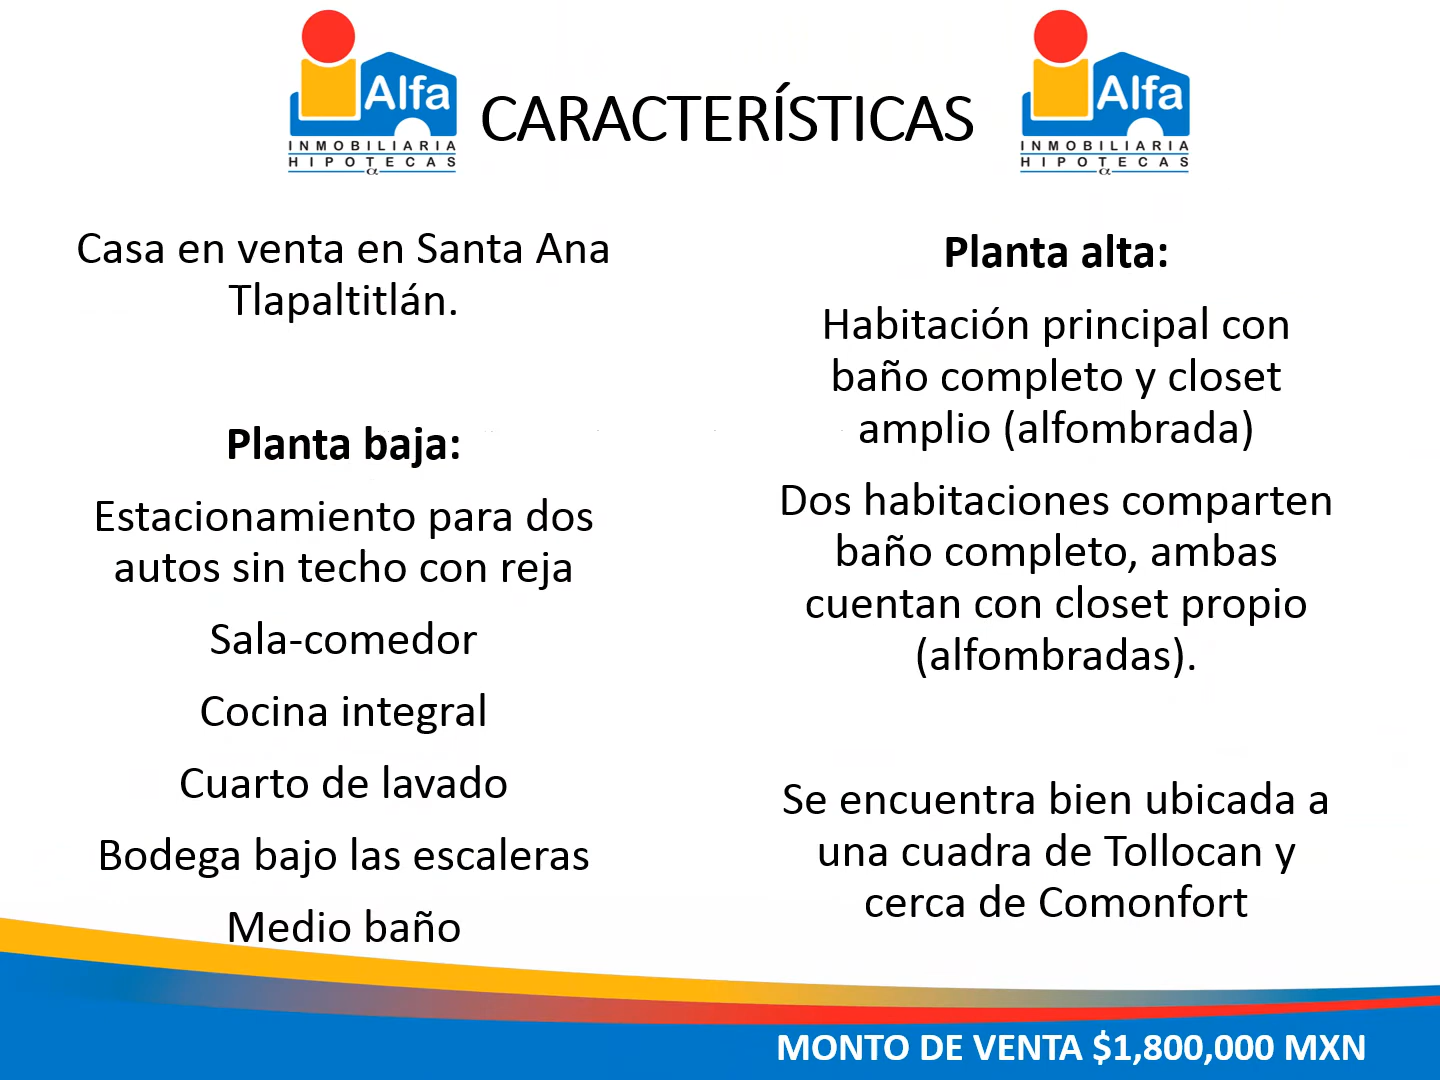 Alfa
INMOBILIARIA
HIPOTECAS
α
CARACTERÍSTICAS
Alfa
INMOBILIARIA
HIPOTECAS
α
Casa en venta en Santa Ana
Tlapaltitlán.
Planta baja:
Estacionamiento para dos
autos sin techo con reja
Sala-comedor
Cocina integral
Cuarto de lavado
Bodega bajo las escaleras
Medio baño
Planta alta:
Habitación principal con
baño completo y closet
amplio (alfombrada)
Dos habitaciones comparten
baño completo, ambas
cuentan con closet propio
(alfombradas).
Se encuentra bien ubicada a
una cuadra de Tollocan y
cerca de Comonfort
MONTO DE VENTA $1,800,000 MXN